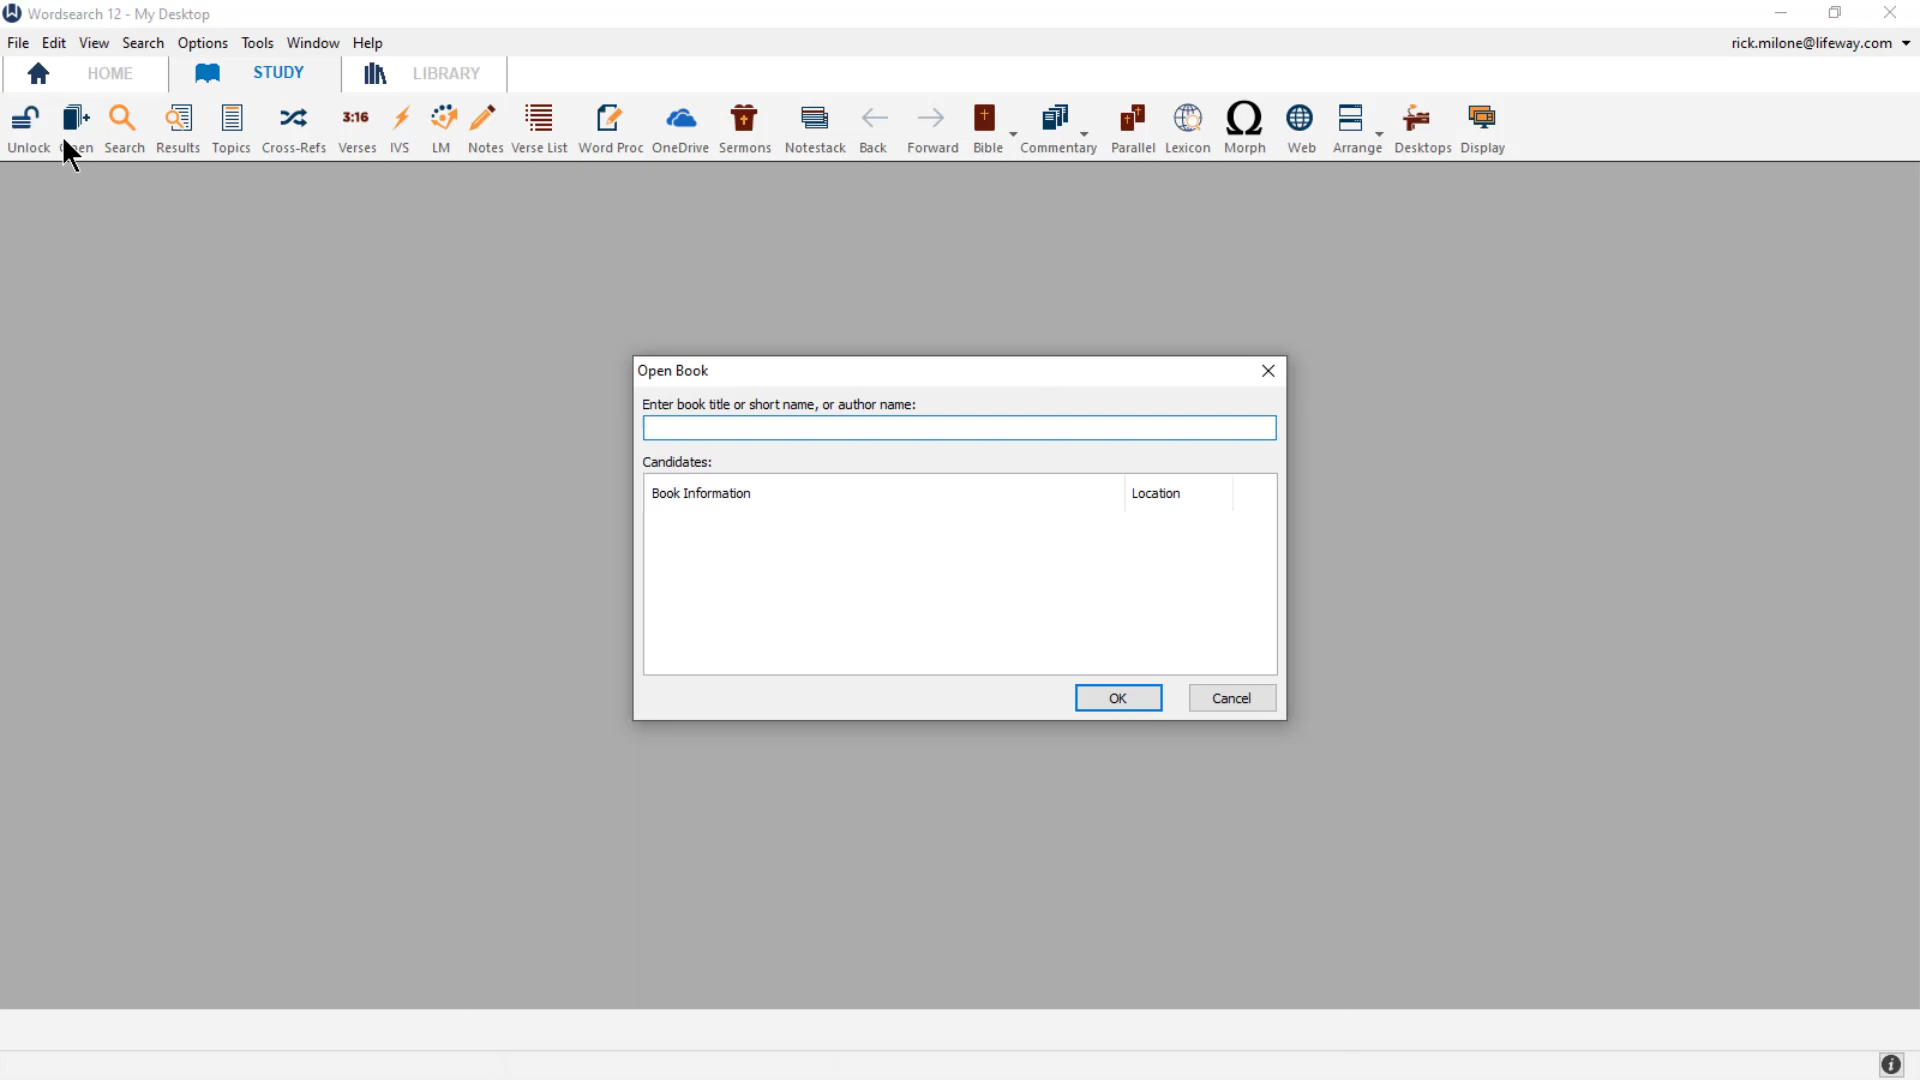 Wordsearch 12 - My Desktop
File Edit View Search Options Tools Window Help rick.milone@lifeway.com
HOME STUDY LIBRARY
3:16
Unlock Search Results Topics Cross-Refs Verses IVS LM Notes Verse List Word Proc OneDrive Sermons Notestack Back Forward Bible Commentary Parallel Lexicon Morph Web Arrange Desktops Display
Open Book
Enter book title or short name, or author name:
Candidates:
Book Information Location
OK Cancel